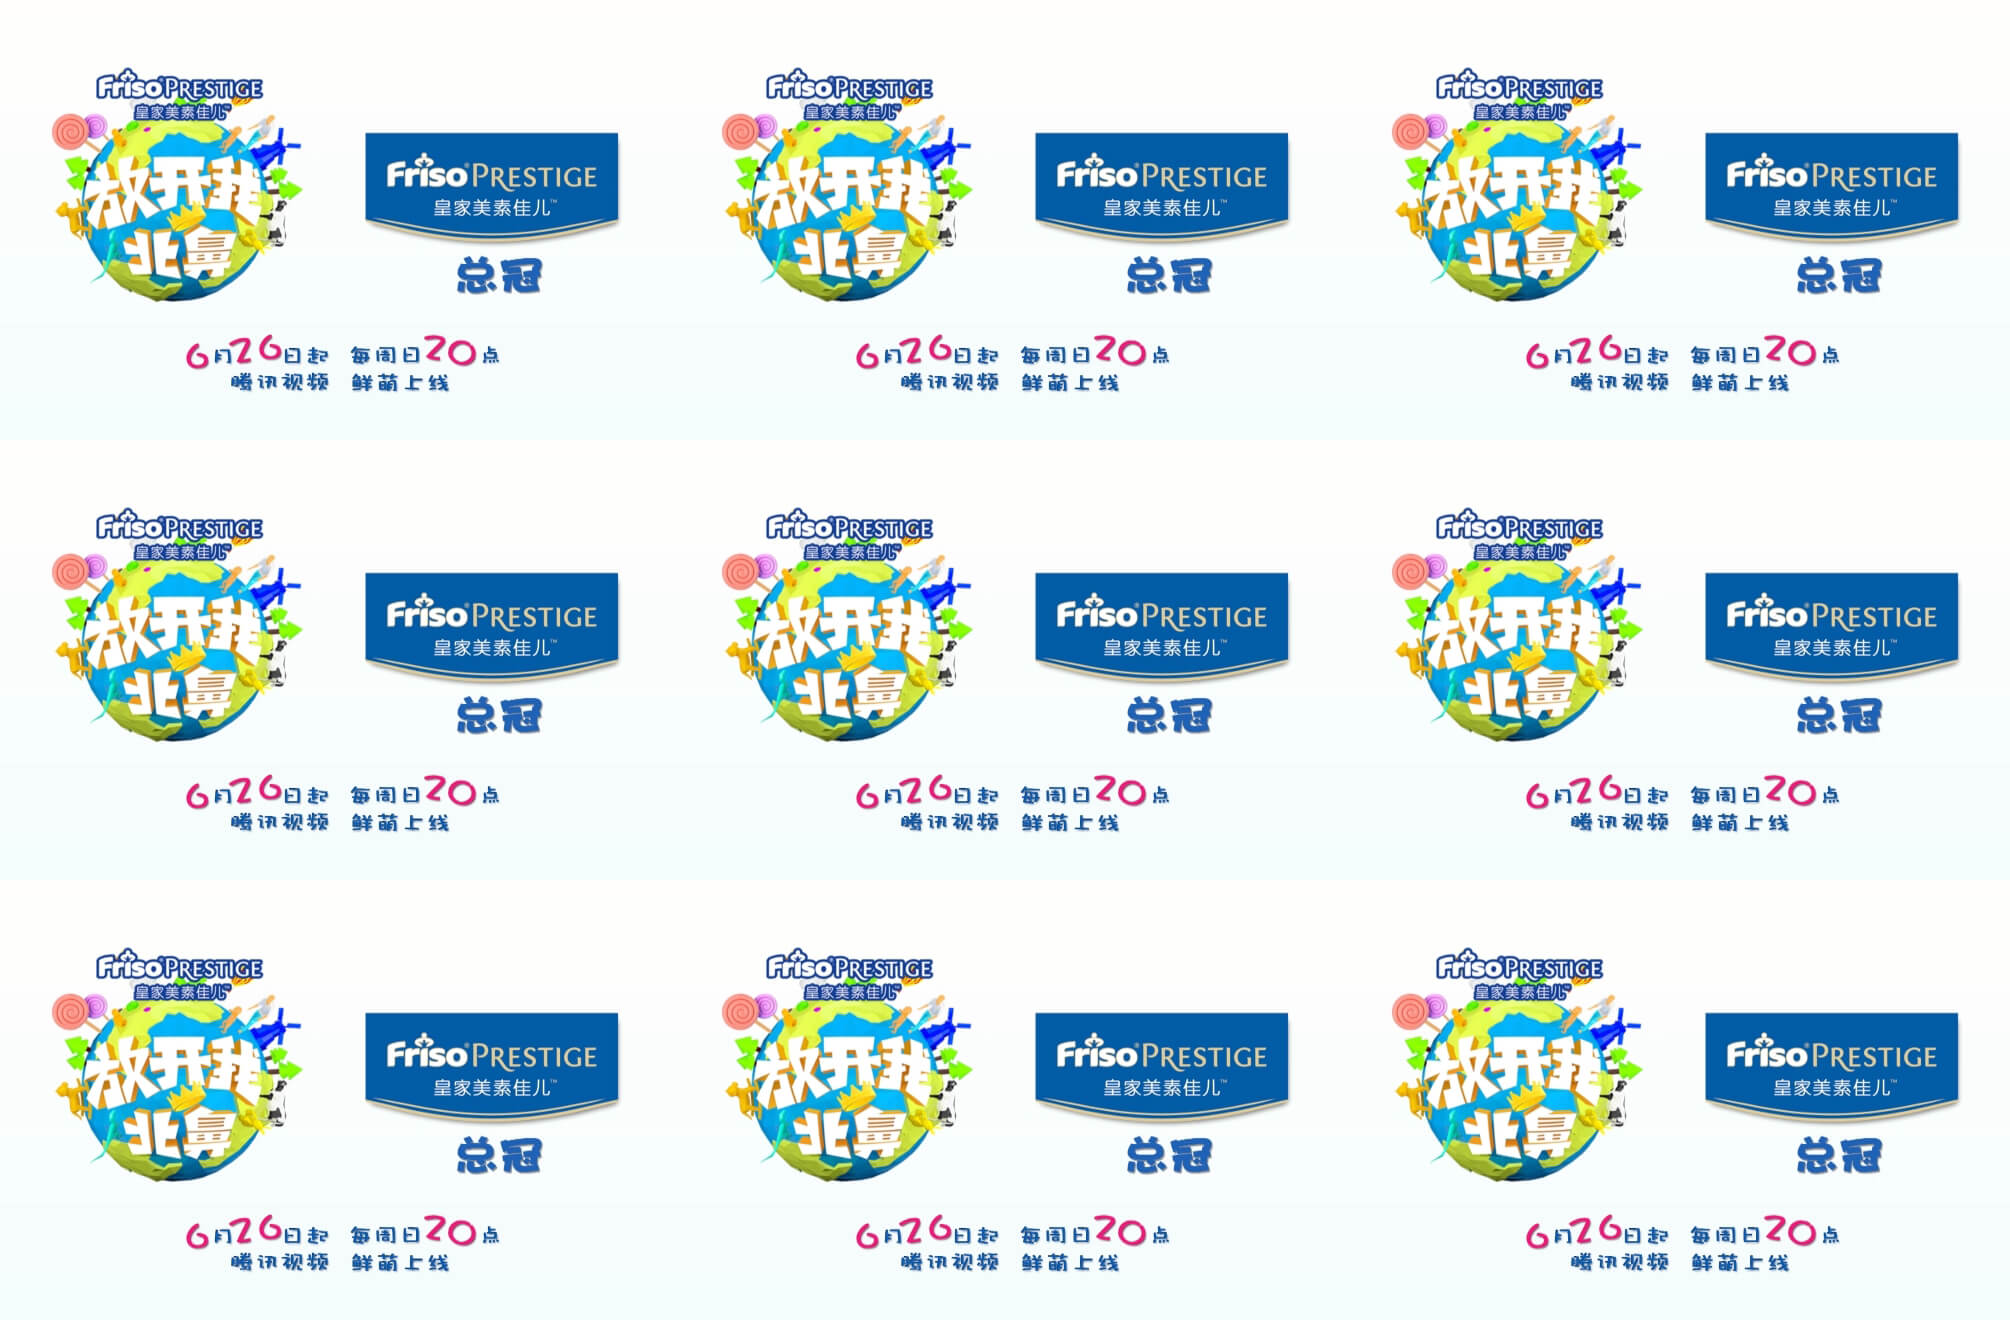 Friso® PRESTIGE
皇家美素佳儿™
放开我
北鼻
Friso® PRESTIGE
皇家美素佳儿™
总冠
6月26日起 每周日20点
腾讯视频 鲜萌上线
Friso® PRESTIGE
皇家美素佳儿™
放开我
北鼻
Friso® PRESTIGE
皇家美素佳儿™
总冠
6月26日起 每周日20点
腾讯视频 鲜萌上线
Friso® PRESTIGE
皇家美素佳儿™
放开我
北鼻
Friso® PRESTIGE
皇家美素佳儿™
总冠
6月26日起 每周日20点
腾讯视频 鲜萌上线
Friso® PRESTIGE
皇家美素佳儿™
放开我
北鼻
Friso® PRESTIGE
皇家美素佳儿™
总冠
6月26日起 每周日20点
腾讯视频 鲜萌上线
Friso® PRESTIGE
皇家美素佳儿™
放开我
北鼻
Friso® PRESTIGE
皇家美素佳儿™
总冠
6月26日起 每周日20点
腾讯视频 鲜萌上线
Friso® PRESTIGE
皇家美素佳儿™
放开我
北鼻
Friso® PRESTIGE
皇家美素佳儿™
总冠
6月26日起 每周日20点
腾讯视频 鲜萌上线
Friso® PRESTIGE
皇家美素佳儿™
放开我
北鼻
Friso® PRESTIGE
皇家美素佳儿™
总冠
6月26日起 每周日20点
腾讯视频 鲜萌上线
Friso® PRESTIGE
皇家美素佳儿™
放开我
北鼻
Friso® PRESTIGE
皇家美素佳儿™
总冠
6月26日起 每周日20点
腾讯视频 鲜萌上线
Friso® PRESTIGE
皇家美素佳儿™
放开我
北鼻
Friso® PRESTIGE
皇家美素佳儿™
总冠
6月26日起 每周日20点
腾讯视频 鲜萌上线